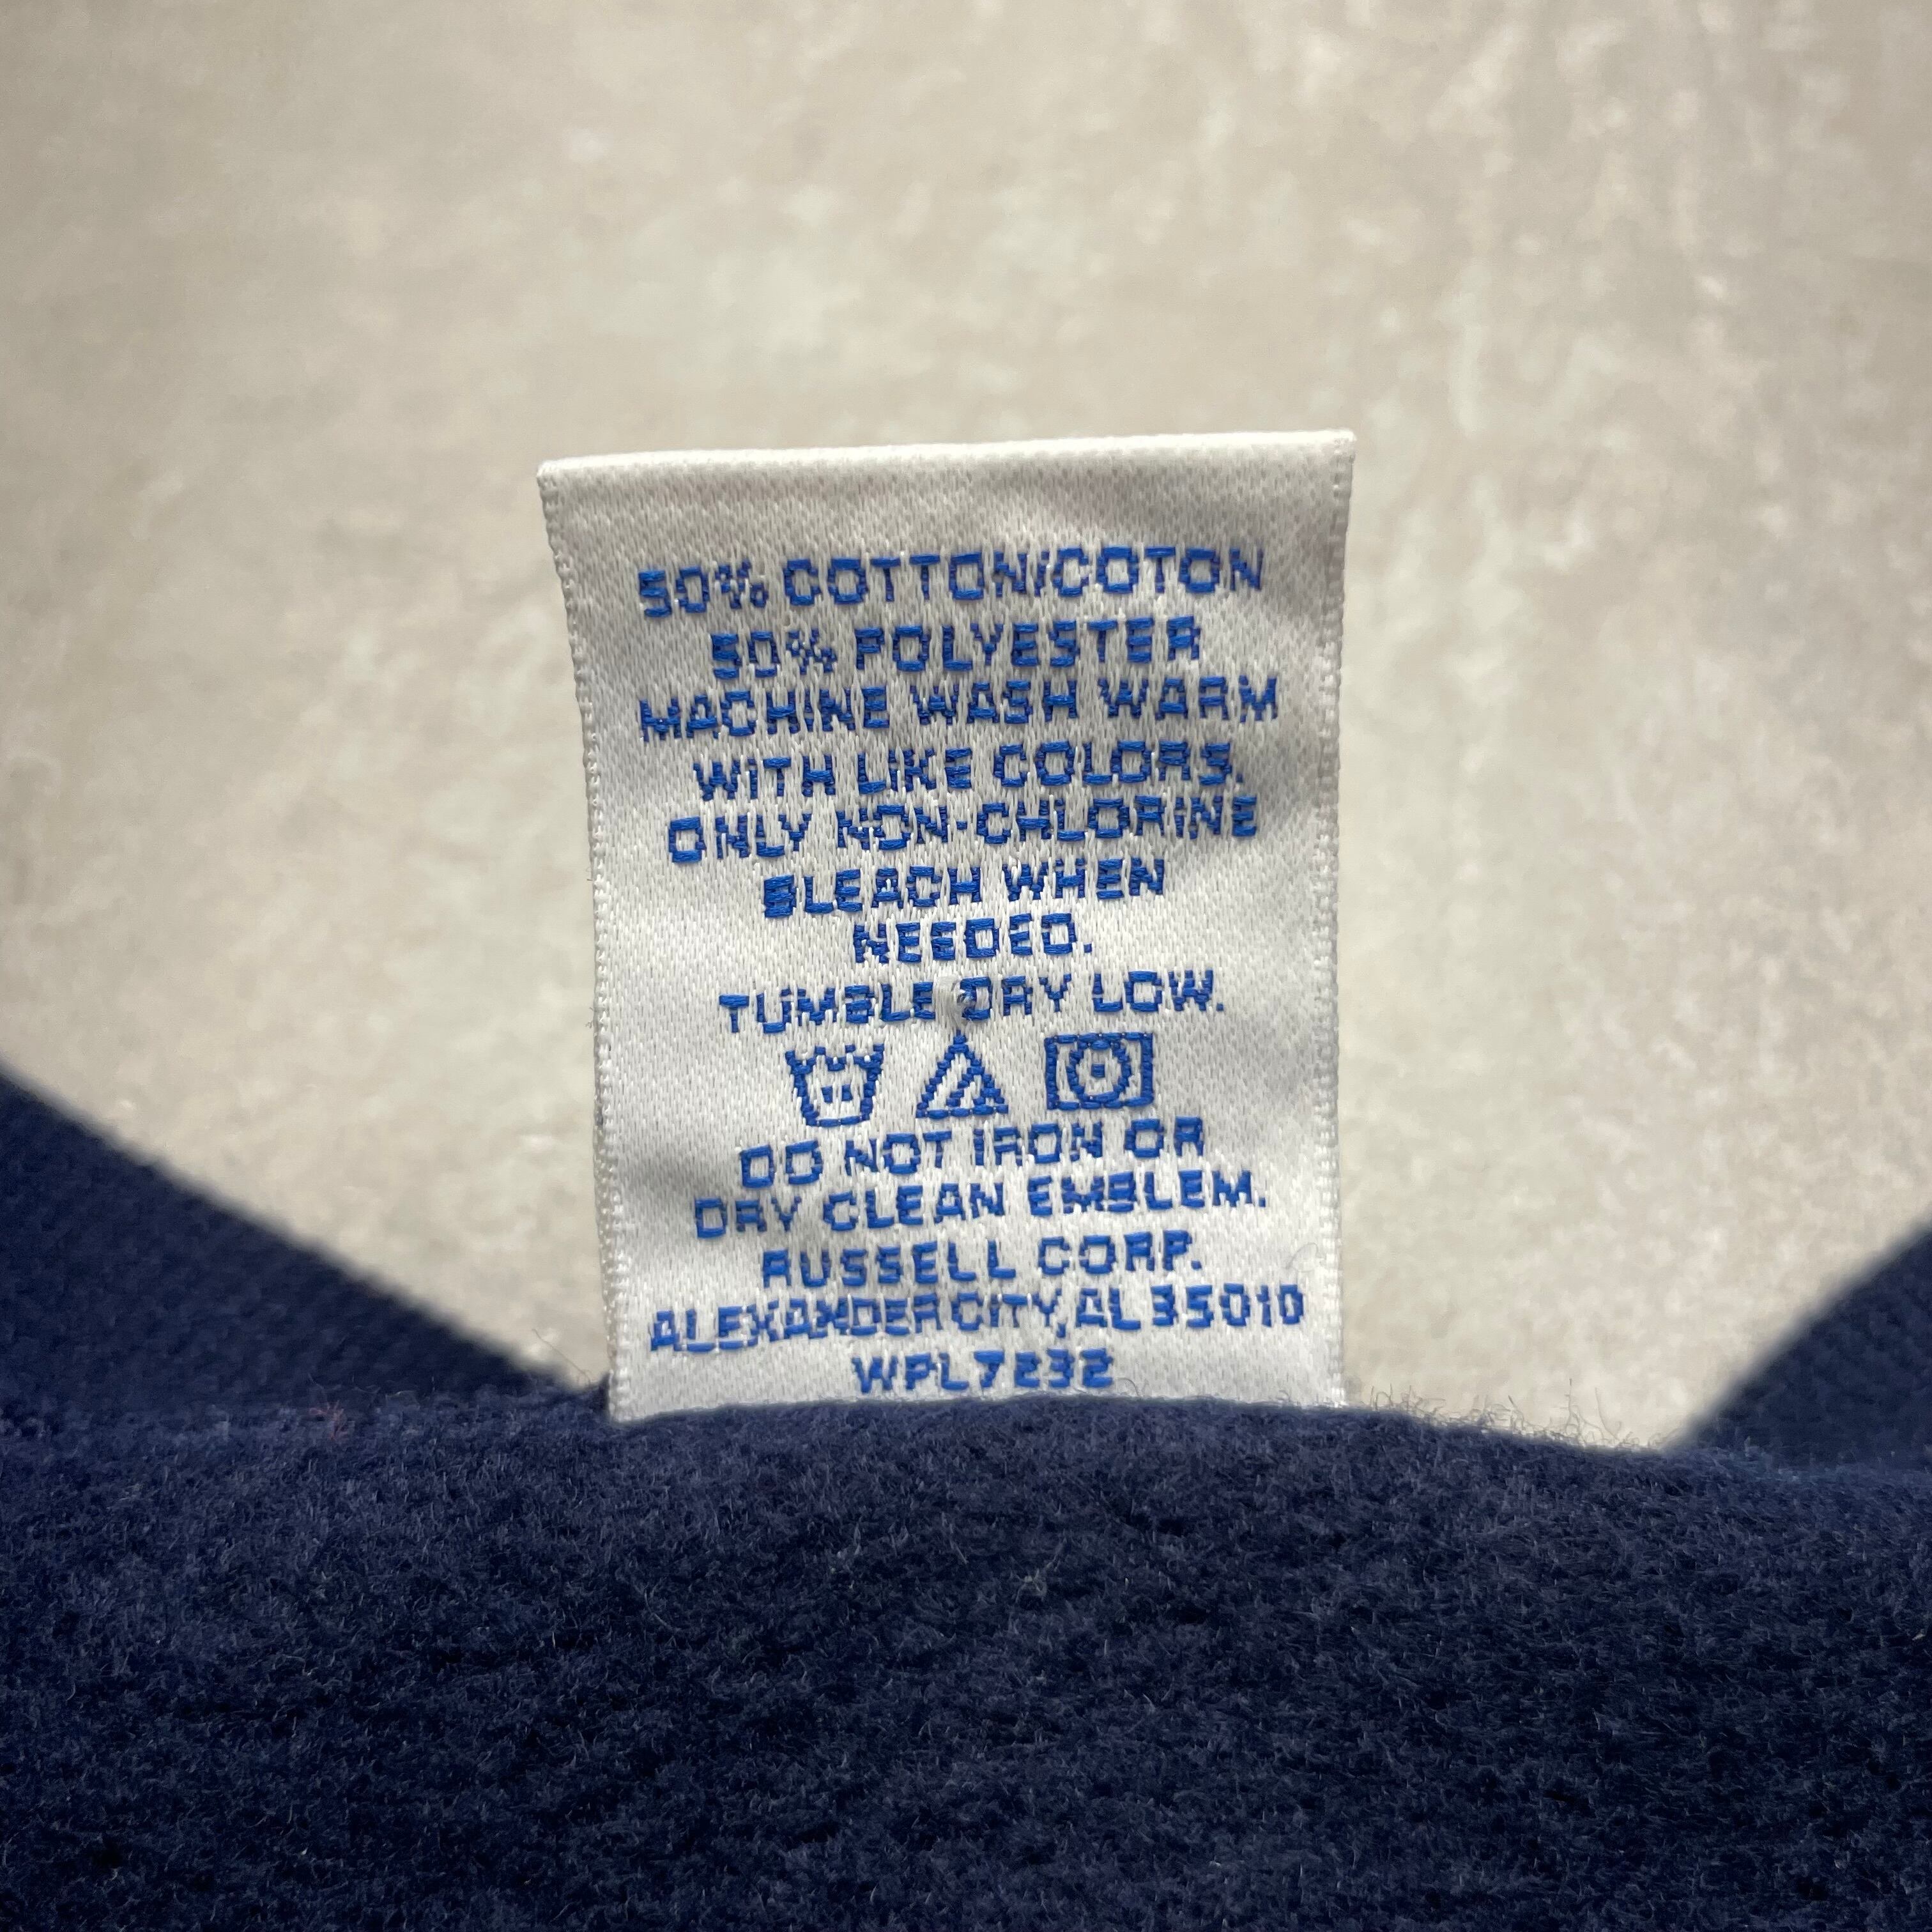 50% COTTON/COTON
50% POLYESTER
MACHINE WASH WARM
WITH LIKE COLORS.
ONLY NON-CHLORINE
BLEACH WHEN
NEEDED.
TUMBLE DRY LOW.
DO NOT IRON OR
DRY CLEAN EMBLEM.
RUSSELL CORP.
ALEXANDER CITY, AL 35010
WPL7232